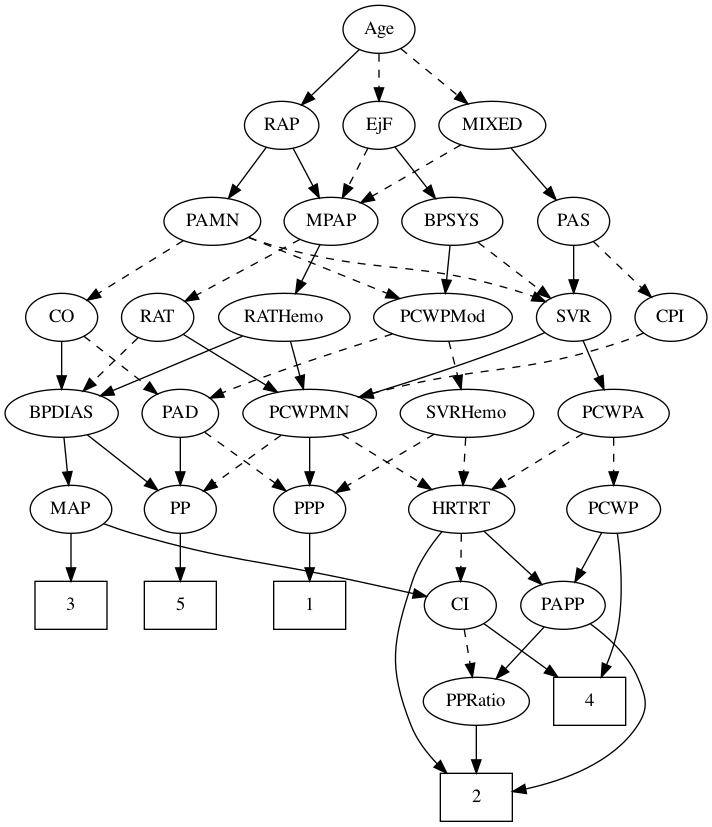 Age
RAP
EjF
MIXED
PAMN
MPAP
BPSYS
PAS
CO
RAT
RATHemo
PCWPMod
SVR
CPI
BPDIAS
PAD
PCWPMN
SVRHemo
PCWPA
MAP
PP
PPP
HRTRT
PCWP
3
5
1
CI
PAPP
PPRatio
4
2